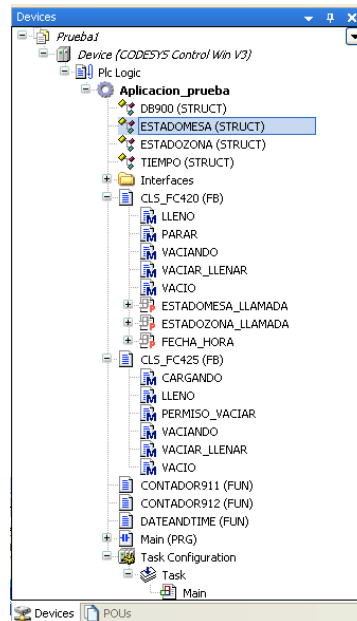 Devices
Prueba1
Device (CODESYS Control Win V3)
Plc Logic
Aplicacion_prueba
DB900 (STRUCT)
ESTADOMESA (STRUCT)
ESTADOZONA (STRUCT)
TIEMPO (STRUCT)
Interfaces
CLS_FC420 (FB)
LLENO
PARAR
VACIANDO
VACIAR_LLENAR
VACIO
ESTADOMESA_LLAMADA
ESTADOZONA_LLAMADA
FECHA_HORA
CLS_FC425 (FB)
CARGANDO
LLENO
PERMISO_VACIAR
VACIANDO
VACIAR_LLENAR
VACIO
CONTADOR911 (FUN)
CONTADOR912 (FUN)
DATEANDTIME (FUN)
Main (PRG)
Task Configuration
Task
Main
Devices POUs